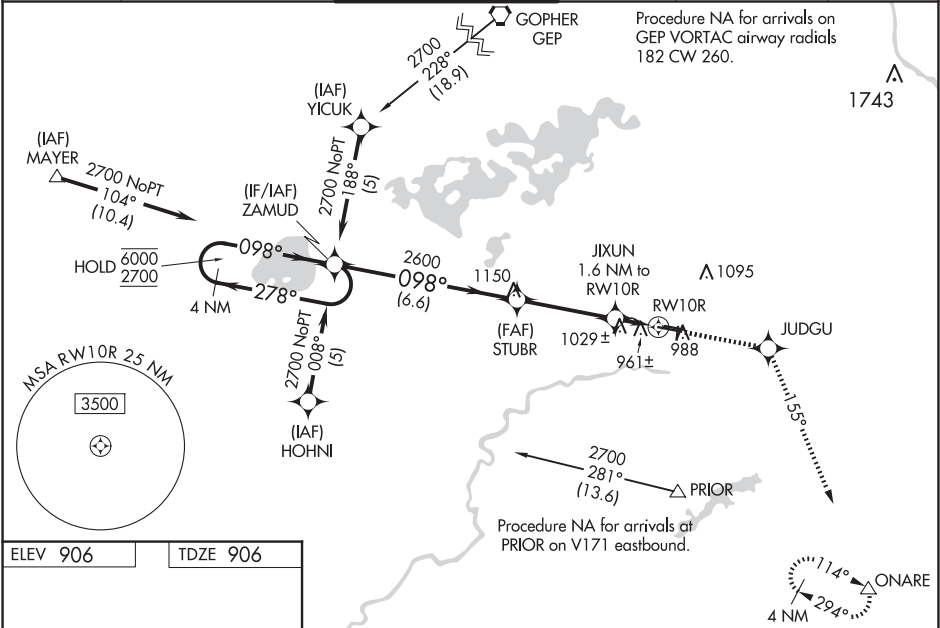 GOPHER
GEP
Procedure NA for arrivals on
GEP VORTAC airway radials
182 CW 260.
1743
2700
228°
(18.9)
(IAF)
YICUK
(IAF)
MAYER
2700 NoPT
104°
(10.4)
2700 NoPT
188°
(5)
(IF/IAF)
ZAMUD
HOLD 6000
2700
098°
278°
4 NM
2600
098°
(6.6)
1150
(FAF)
STUBR
JIXUN
1.6 NM to
RW10R
1095
RW10R
1029±
961±
988
JUDGU
155°
2700 NoPT
008°
(5)
(IAF)
HOHNI
MSA RW10R 25 NM
3500
2700
281°
(13.6)
PRIOR
Procedure NA for arrivals at
PRIOR on V171 eastbound.
ELEV 906
TDZE 906
114°
294°
4 NM
ONARE